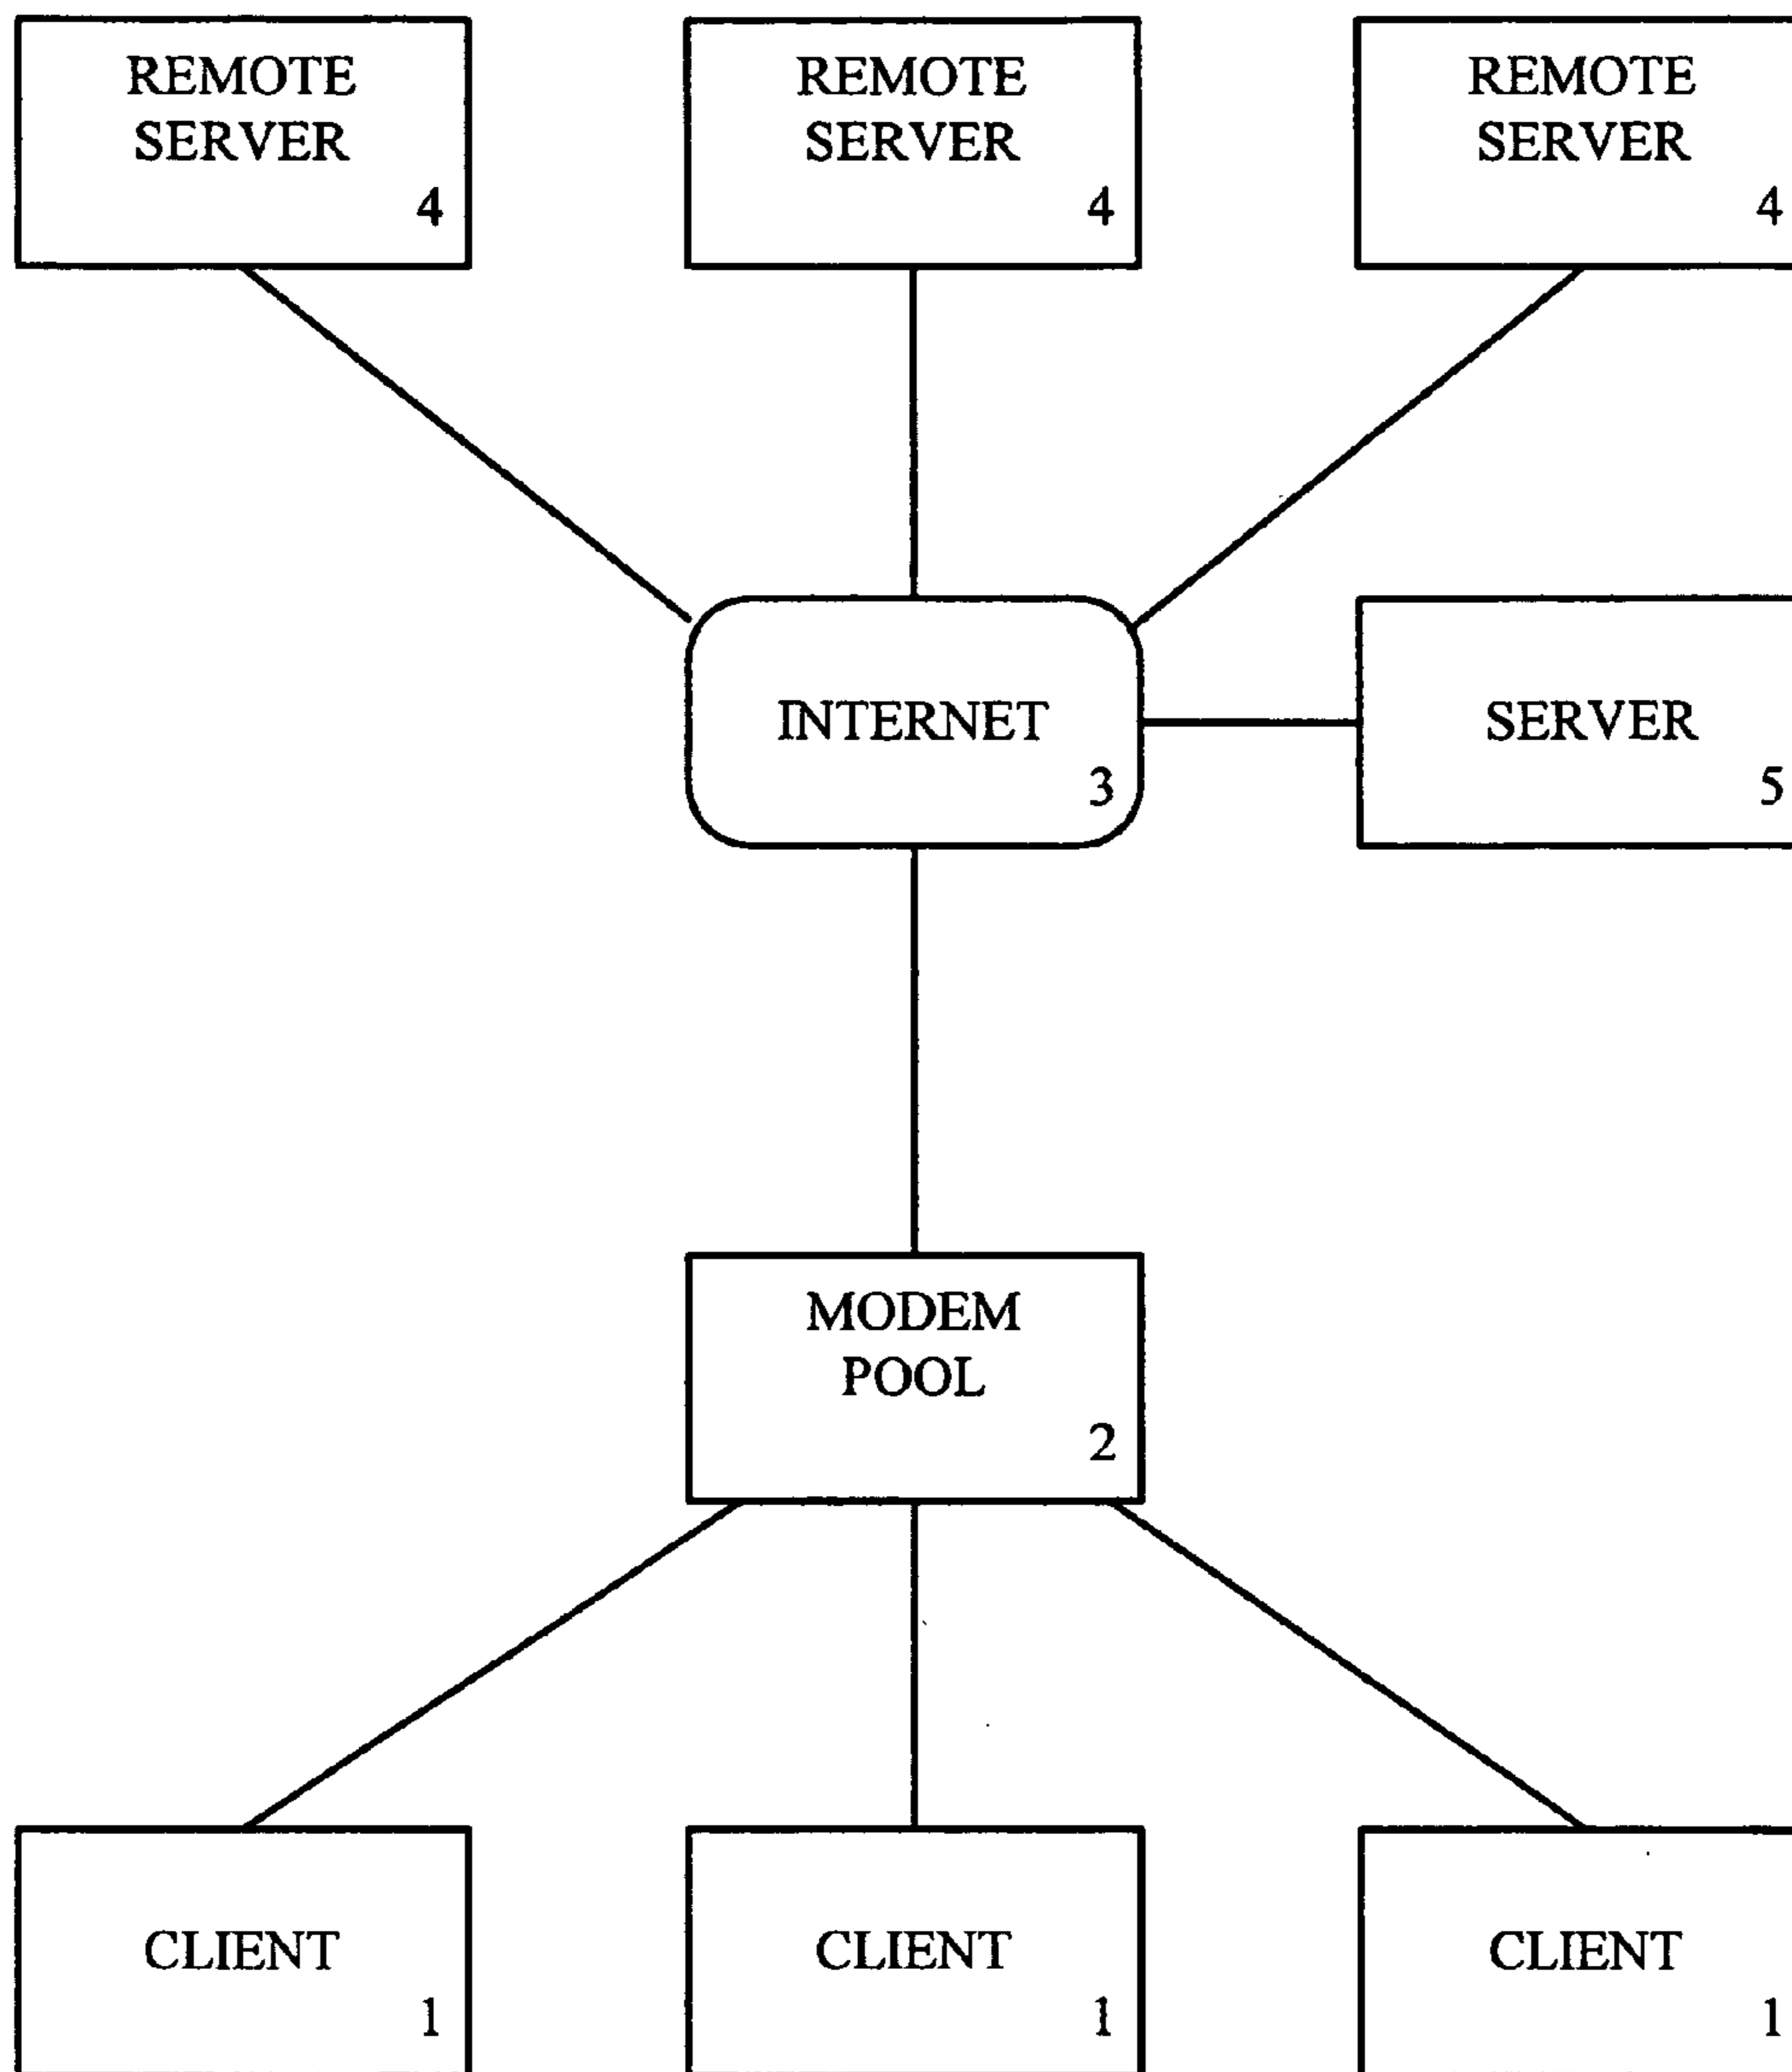 REMOTE
SERVER
4
REMOTE
SERVER
4
REMOTE
SERVER
4
INTERNET
3
SERVER
5
MODEM
POOL
2
CLIENT
1
CLIENT
1
CLIENT
1